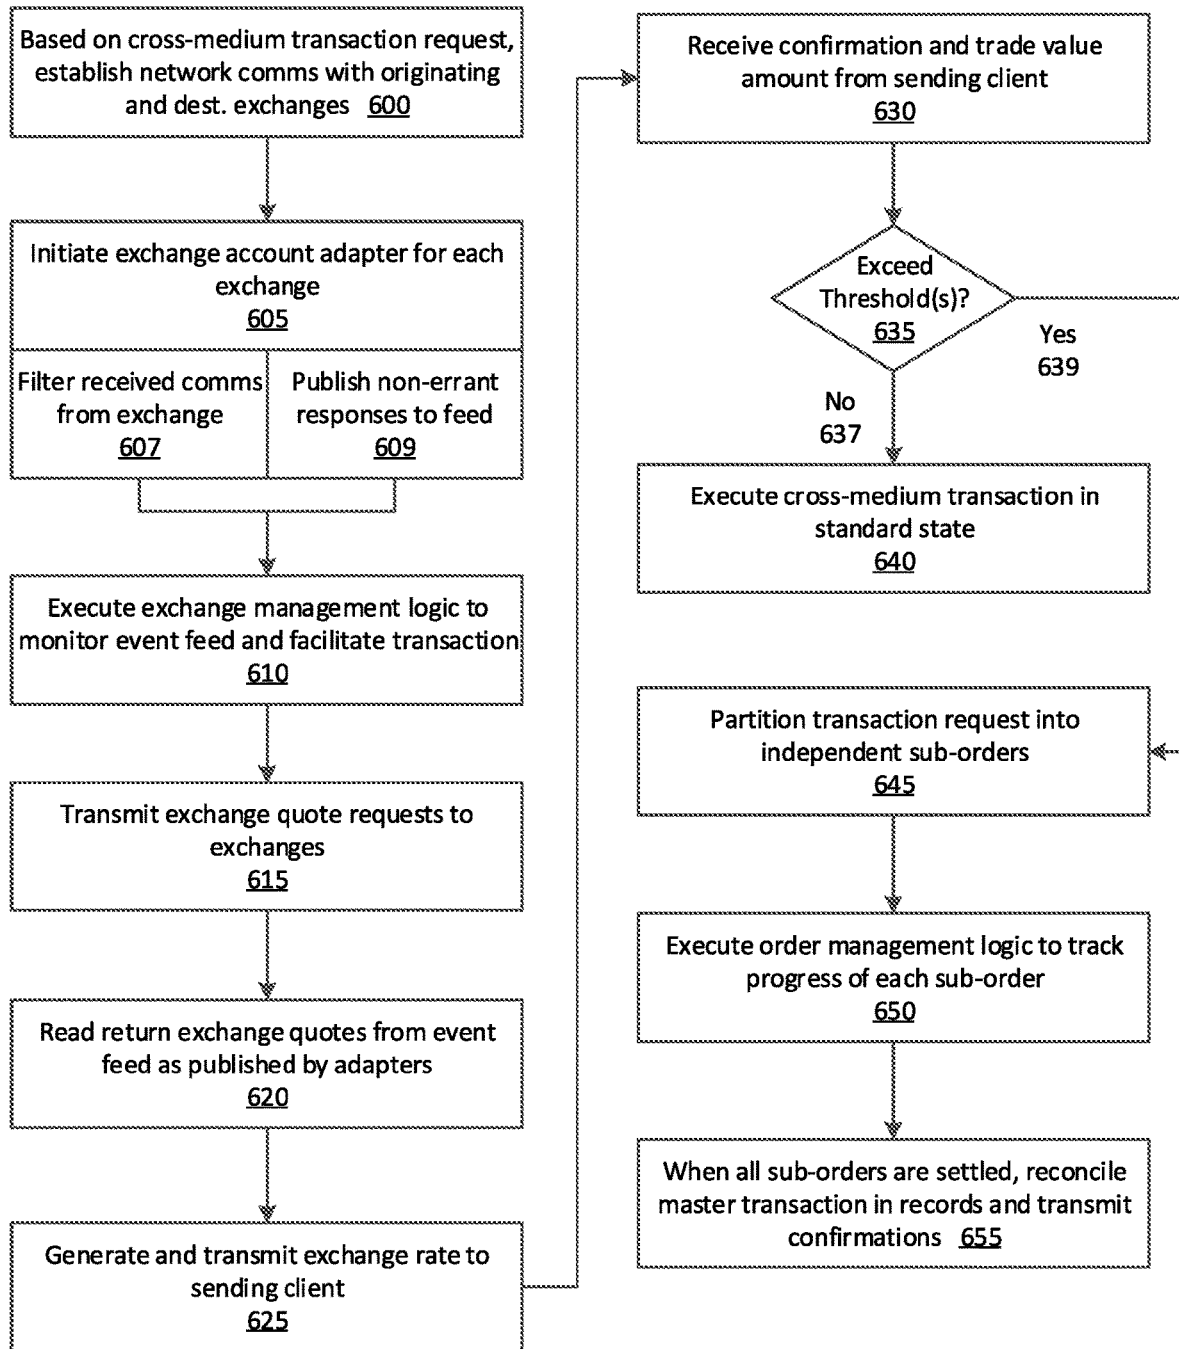 Based on cross-medium transaction request,
establish network comms with originating
and dest. exchanges 600
Initiate exchange account adapter for each
exchange
605
Filter received comms
from exchange
607
Publish non-errant
responses to feed
609
Execute exchange management logic to
monitor event feed and facilitate transaction
610
Transmit exchange quote requests to
exchanges
615
Read return exchange quotes from event
feed as published by adapters
620
Generate and transmit exchange rate to
sending client
625
Receive confirmation and trade value
amount from sending client
630
Exceed
Threshold(s)?
635
Yes
639
No
637
Execute cross-medium transaction in
standard state
640
Partition transaction request into
independent sub-orders
645
Execute order management logic to track
progress of each sub-order
650
When all sub-orders are settled, reconcile
master transaction in records and transmit
confirmations 655